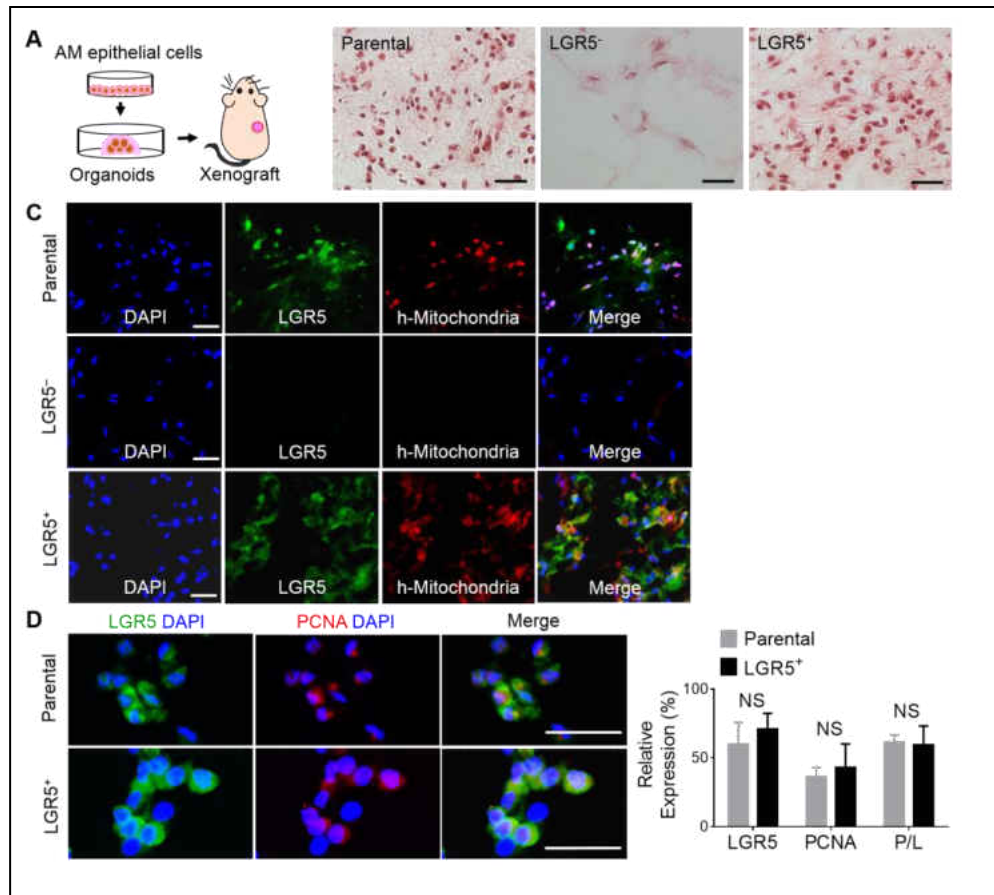 A
AM epithelial cells
Organoids
Xenograft
Parental
LGR5⁻
LGR5⁺
C
Parental
DAPI
LGR5
h-Mitochondria
Merge
LGR5⁻
DAPI
LGR5
h-Mitochondria
Merge
LGR5⁺
DAPI
LGR5
h-Mitochondria
Merge
D
LGR5 DAPI
PCNA DAPI
Merge
Parental
LGR5⁺
Parental
LGR5⁺
Relative
Expression (%)
100
50
0
NS
NS
NS
LGR5
PCNA
P/L